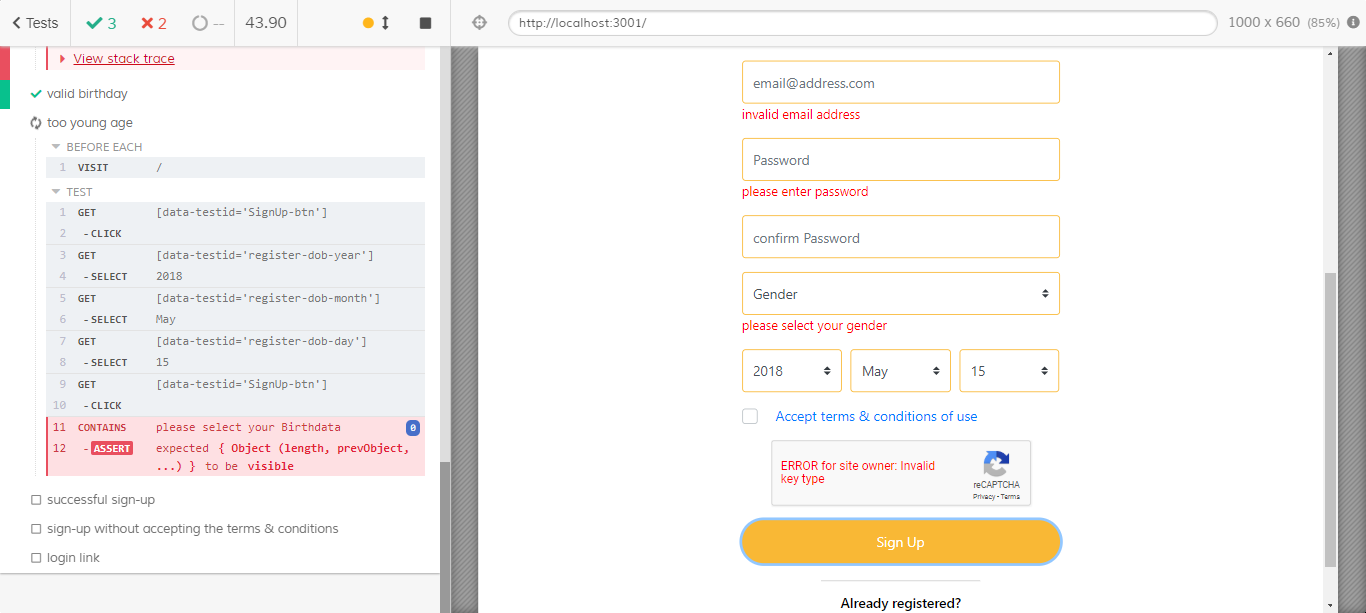 Tests
3
2
--
43.90
http://localhost:3001/
1000 x 660 (85%)
View stack trace
valid birthday
too young age
BEFORE EACH
1 VISIT /
TEST
1 GET [data-testid='SignUp-btn']
2 -CLICK
3 GET [data-testid='register-dob-year']
4 -SELECT 2018
5 GET [data-testid='register-dob-month']
6 -SELECT May
7 GET [data-testid='register-dob-day']
8 -SELECT 15
9 GET [data-testid='SignUp-btn']
10 -CLICK
11 CONTAINS please select your Birthdata 0
12 -ASSERT expected { Object (length, prevObject,
...) } to be visible
successful sign-up
sign-up without accepting the terms & conditions
login link
email@address.com
invalid email address
Password
please enter password
confirm Password
Gender
please select your gender
2018 May 15
Accept terms & conditions of use
ERROR for site owner: Invalid
key type
reCAPTCHA
Privacy - Terms
Sign Up
Already registered?